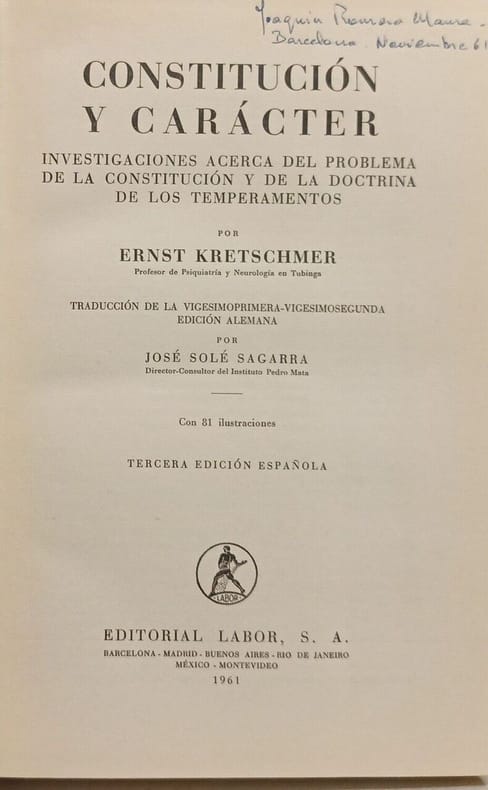 Joaquín Romero Maura -
Barcelona. Noviembre 61
CONSTITUCIÓN
Y CARÁCTER
INVESTIGACIONES ACERCA DEL PROBLEMA
DE LA CONSTITUCIÓN Y DE LA DOCTRINA
DE LOS TEMPERAMENTOS
POR
ERNST KRETSCHMER
Profesor de Psiquiatría y Neurología en Tubinga
TRADUCCIÓN DE LA VIGESIMOPRIMERA-VIGESIMOSEGUNDA
EDICIÓN ALEMANA
POR
JOSÉ SOLÉ SAGARRA
Director-Consultor del Instituto Pedro Mata
Con 81 ilustraciones
TERCERA EDICIÓN ESPAÑOLA
LABOR
EDITORIAL LABOR, S. A.
BARCELONA - MADRID - BUENOS AIRES - RIO DE JANEIRO
MÉXICO - MONTEVIDEO
1961